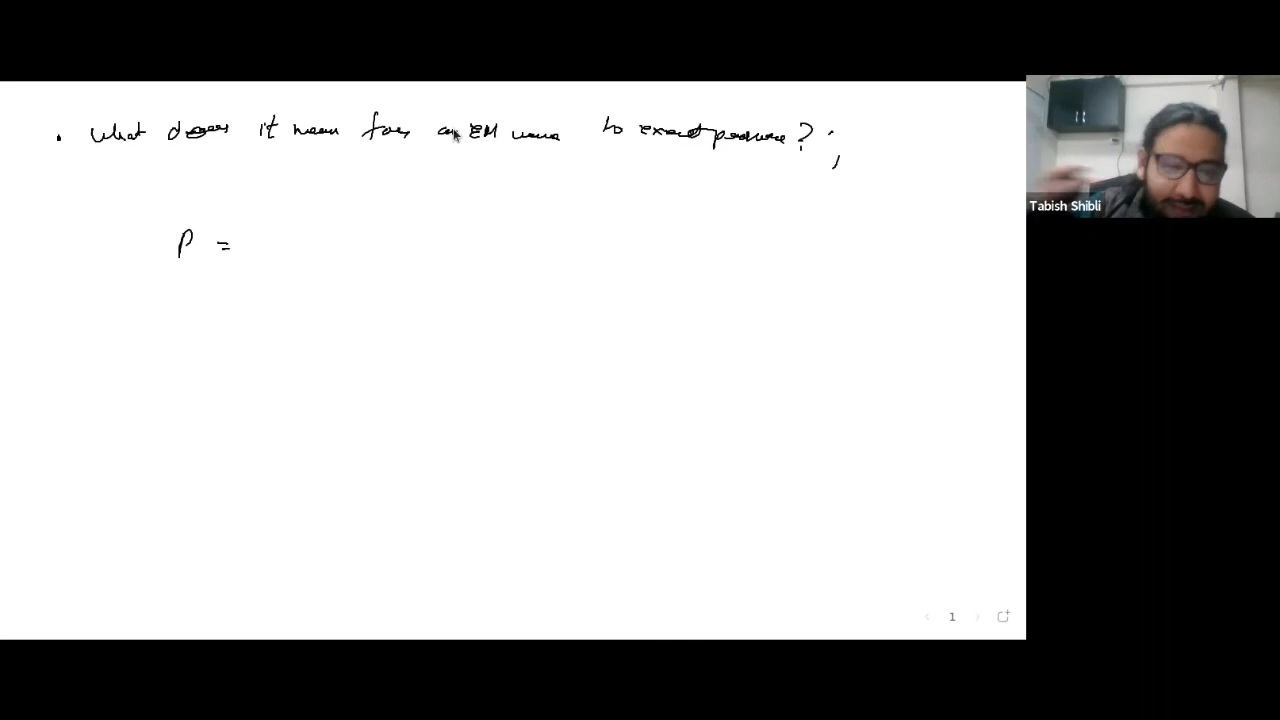 . What does it mean for an EM wave to exert pressure? ;
P =
1
Tabish Shibli